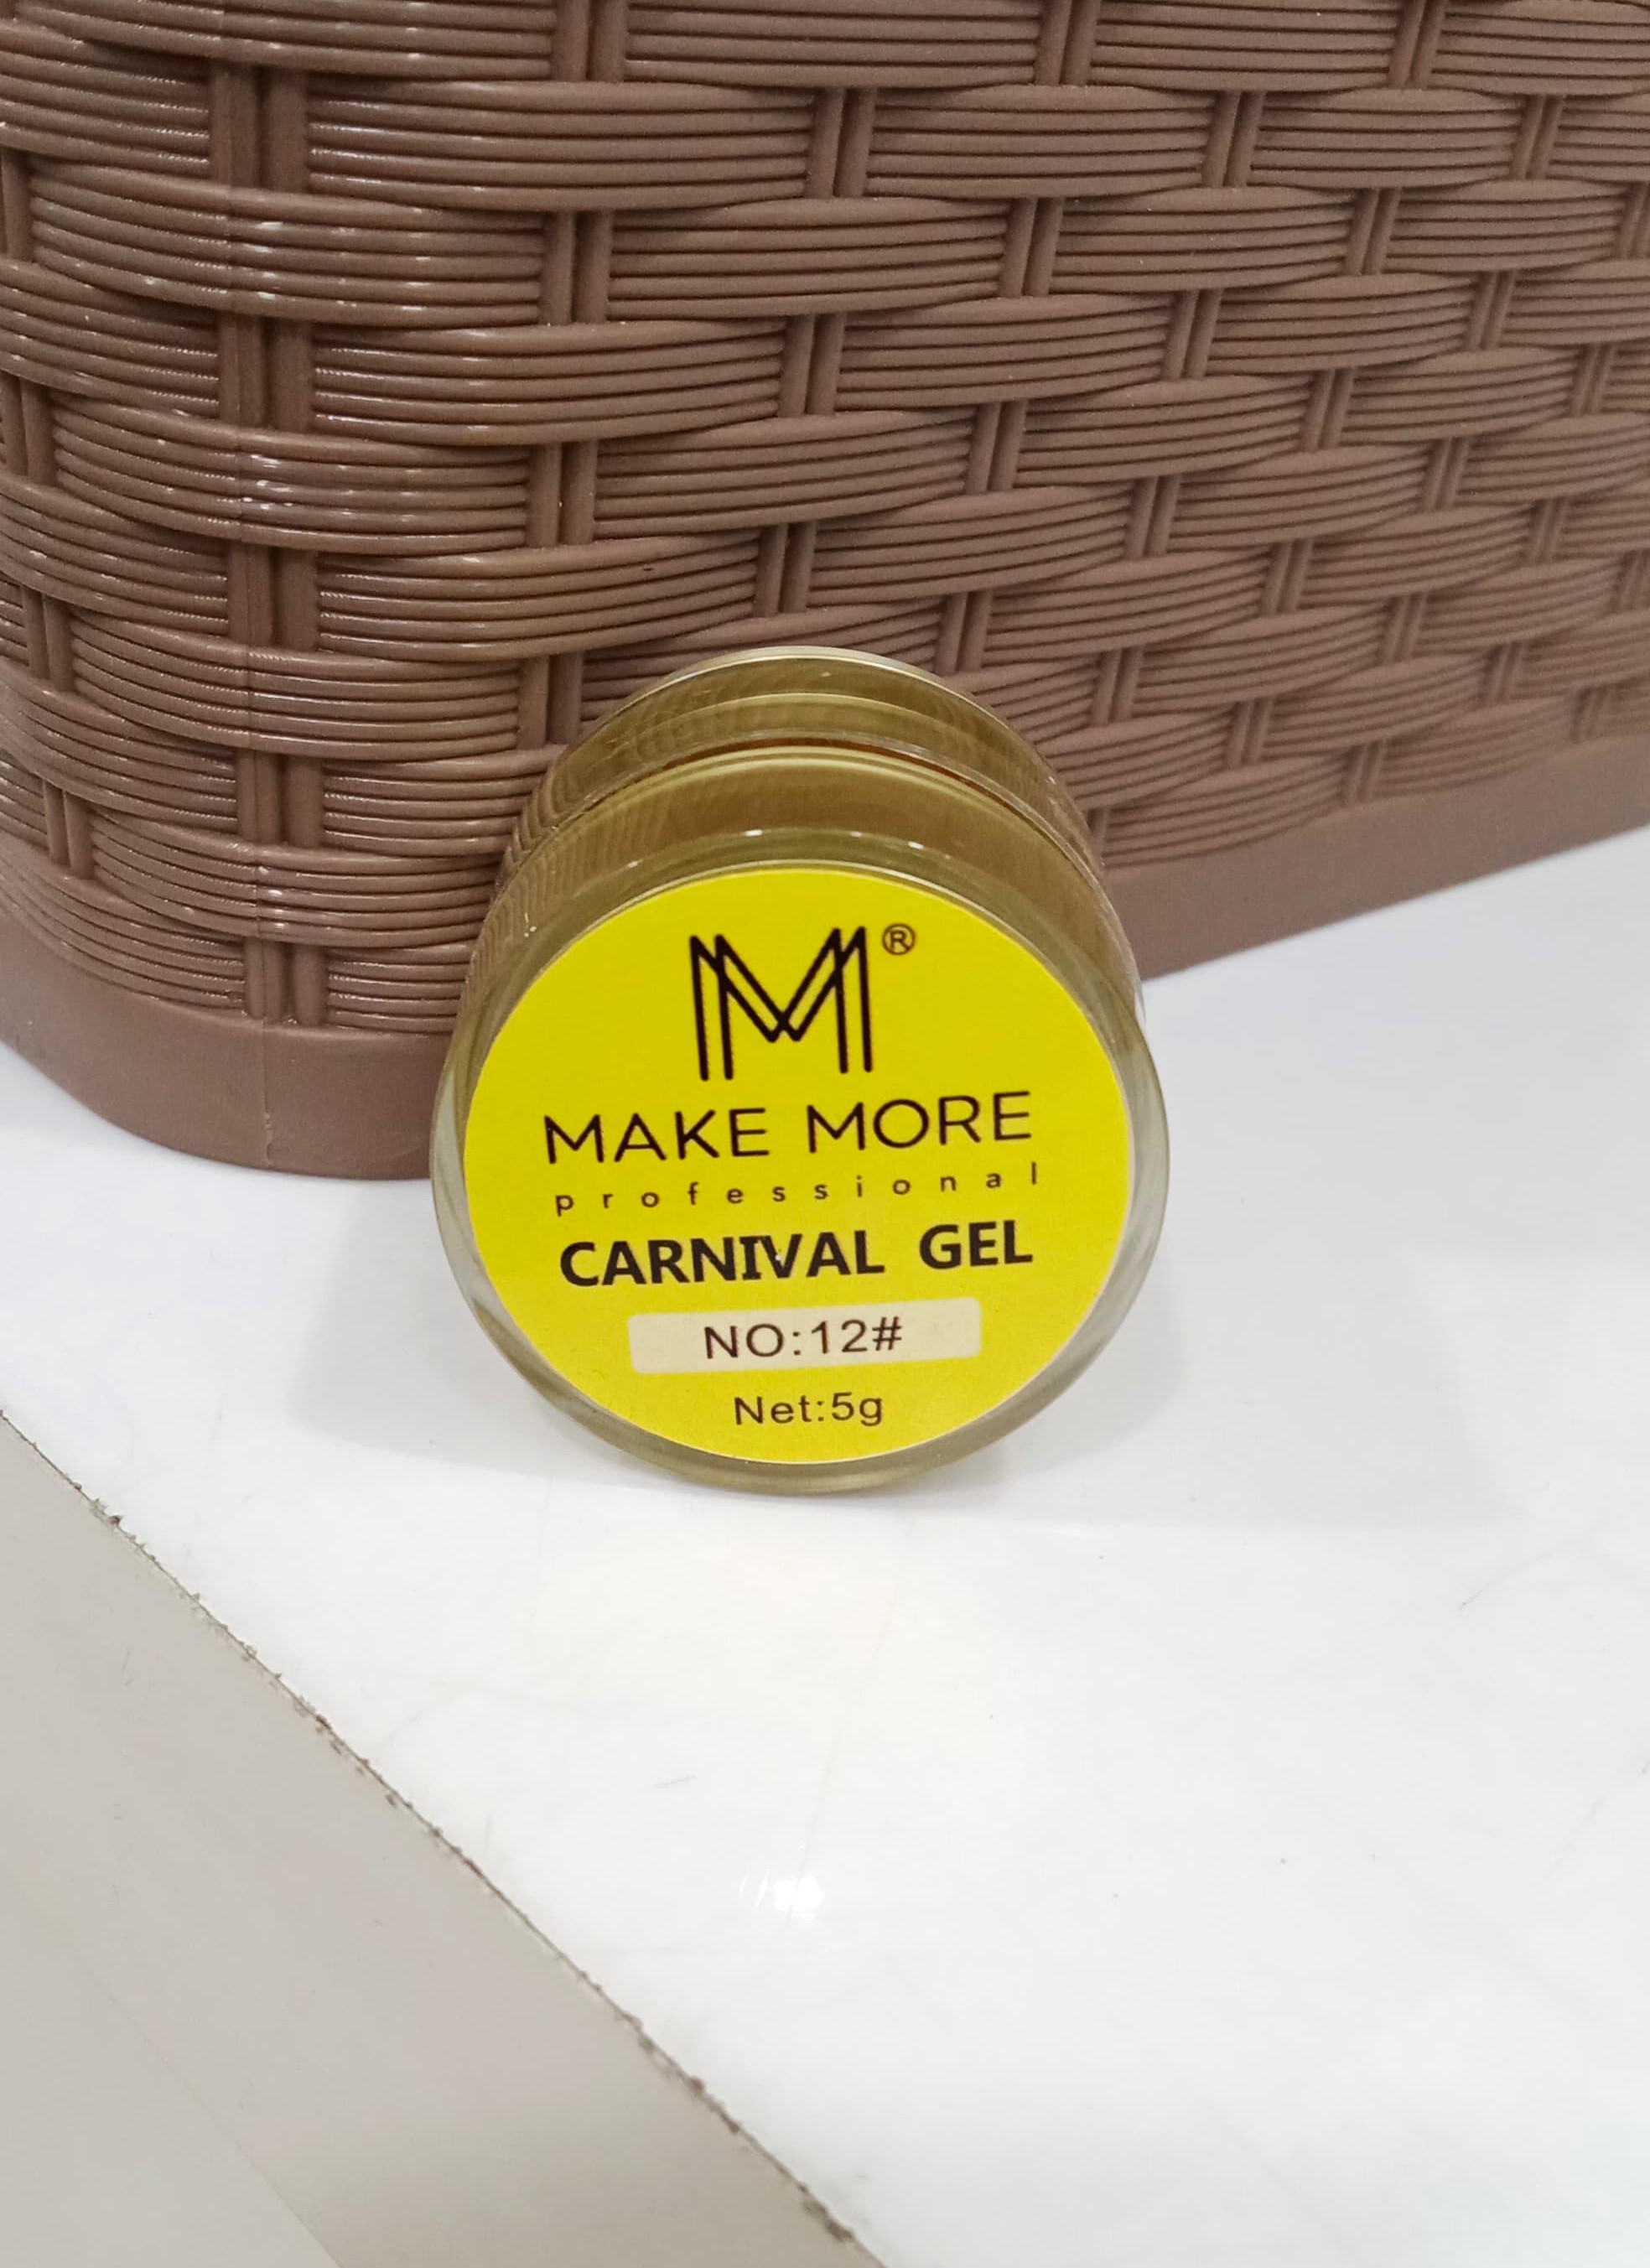 M®
MAKE MORE
professional
CARNIVAL GEL
NO:12#
Net:5g